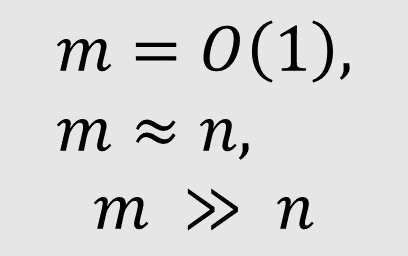 m = O(1),
m ≈ n,
m ≫ n